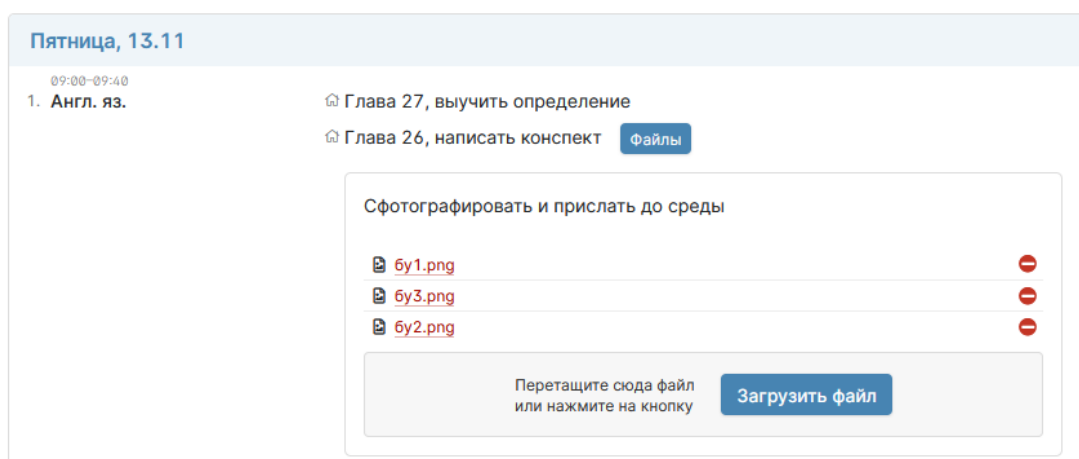 Пятница, 13.11
09:00-09:40
1. Англ. яз.
Глава 27, выучить определение
Глава 26, написать конспект Файлы
Сфотографировать и прислать до среды
бу1.png
бу3.png
бу2.png
Перетащите сюда файл
или нажмите на кнопку
Загрузить файл